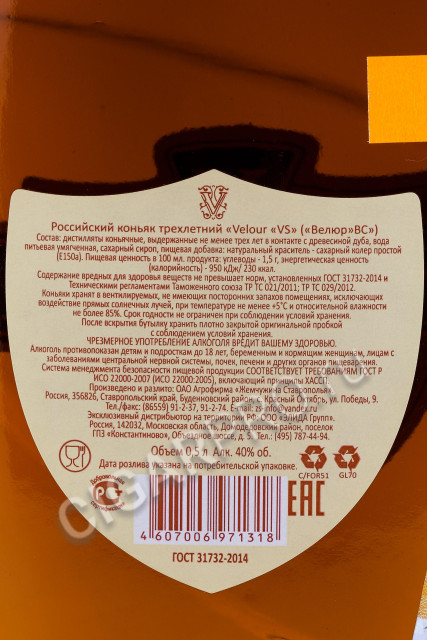 Российский коньяк трехлетний «Velour «VS» («Велюр»ВС»)
Состав: дистилляты коньячные, выдержанные не менее трех лет в контакте с древесиной дуба, вода
питьевая умягченная, сахарный сироп, пищевая добавка: натуральный краситель - сахарный колер простой
(Е150а). Пищевая ценность в 100 мл. продукта: углеводы - 1,5 г, энергетическая ценность
(калорийность) - 950 кДж/ 230 ккал.
Содержание вредных для здоровья веществ не превышает норм, установленных ГОСТ 31732-2014 и
Техническими регламентами Таможенного союза ТР ТС 021/2011; ТР ТС 029/2012.
Коньяки хранят в вентилируемых, не имеющих посторонних запахов помещениях, исключающих
воздействие прямых солнечных лучей, при температуре не менее +5°С и относительной влажности
не более 85%. Срок годности не ограничен при соблюдении условий хранения.
После вскрытия бутылку хранить плотно закрытой оригинальной пробкой
с соблюдением условий хранения.
ЧРЕЗМЕРНОЕ УПОТРЕБЛЕНИЕ АЛКОГОЛЯ ВРЕДИТ ВАШЕМУ ЗДОРОВЬЮ.
Алкоголь противопоказан детям и подросткам до 18 лет, беременным и кормящим женщинам, лицам с
заболеваниями центральной нервной системы, почек, печени и других органов пищеварения.
Система менеджмента безопасности пищевой продукции СООТВЕТСТВУЕТ ТРЕБОВАНИЯМ ГОСТ Р
ИСО 22000-2007 (ИСО 22000:2005), включающий принципы ХАССП
Произведено и разлито: ОАО Агрофирма «Жемчужина Ставрополья»
Россия, 356826, Ставропольский край, Буденновский район, п. Красный Октябрь, ул. Победы, 9.
Тел./факс: (86559) 91-2-37, 91-2-74. Email:
Эксклюзивный дистрибьютор на территории РФ: ООО «ЭЛИДА Групп».
Россия, 142032, Московская область, Домодедовский район, поселок
ГПЗ «Константиново», Объездное шоссе, д. 5. Тел.: (495) 787-44-94.
Объем 0,5 л Алк. 40% об.
Дата розлива указана на потребительской упаковке.
C/FOR51 GL70
EAC
4 607006 971318
ГОСТ 31732-2014